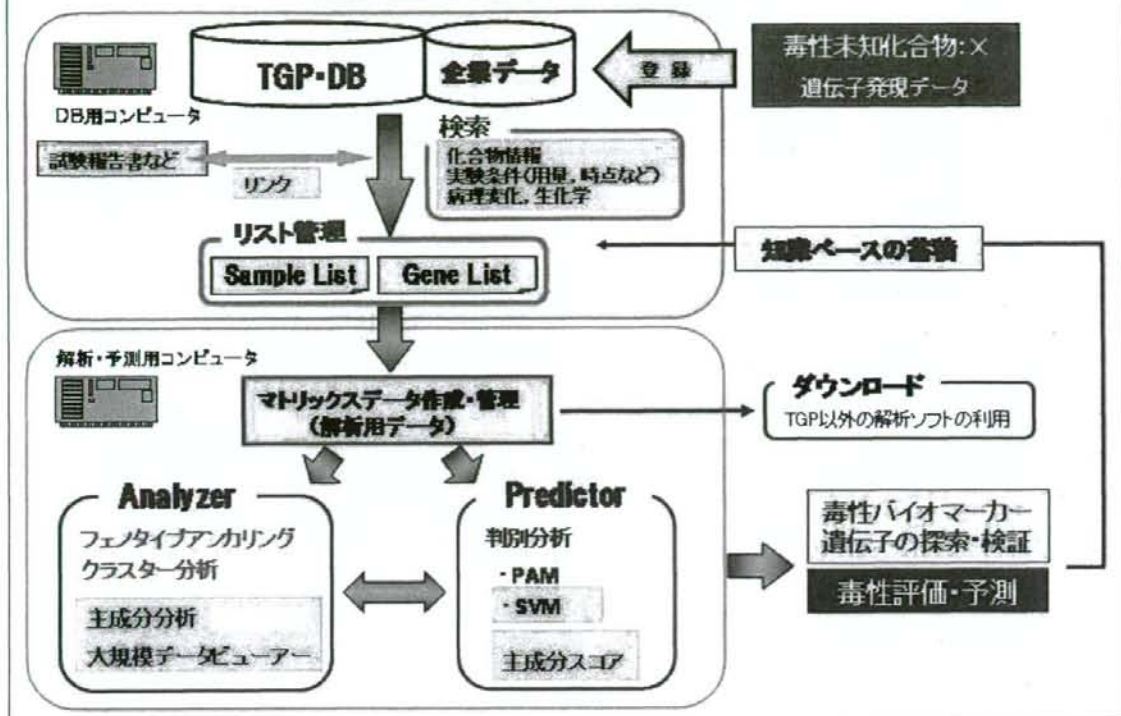 TGP・DB
企業データ
登録
毒性未知化合物:×
遺伝子発現データ
DB用コンピュータ
試験報告書など
リンク
検索
化合物情報
実験条件(用量,時点など)
病理変化,生化学
リスト管理
Sample List
Gene List
知識ベースの蓄積
解析・予測用コンピュータ
マトリックスデータ作成・管理
(解析用データ)
ダウンロード
TGP以外の解析ソフトの利用
Analyzer
フェノタイプアンカリング
クラスター分析
主成分分析
大規模データビューアー
Predictor
判別分析
・PAM
・SVM
主成分スコア
毒性バイオマーカー
遺伝子の探索・検証
毒性評価・予測